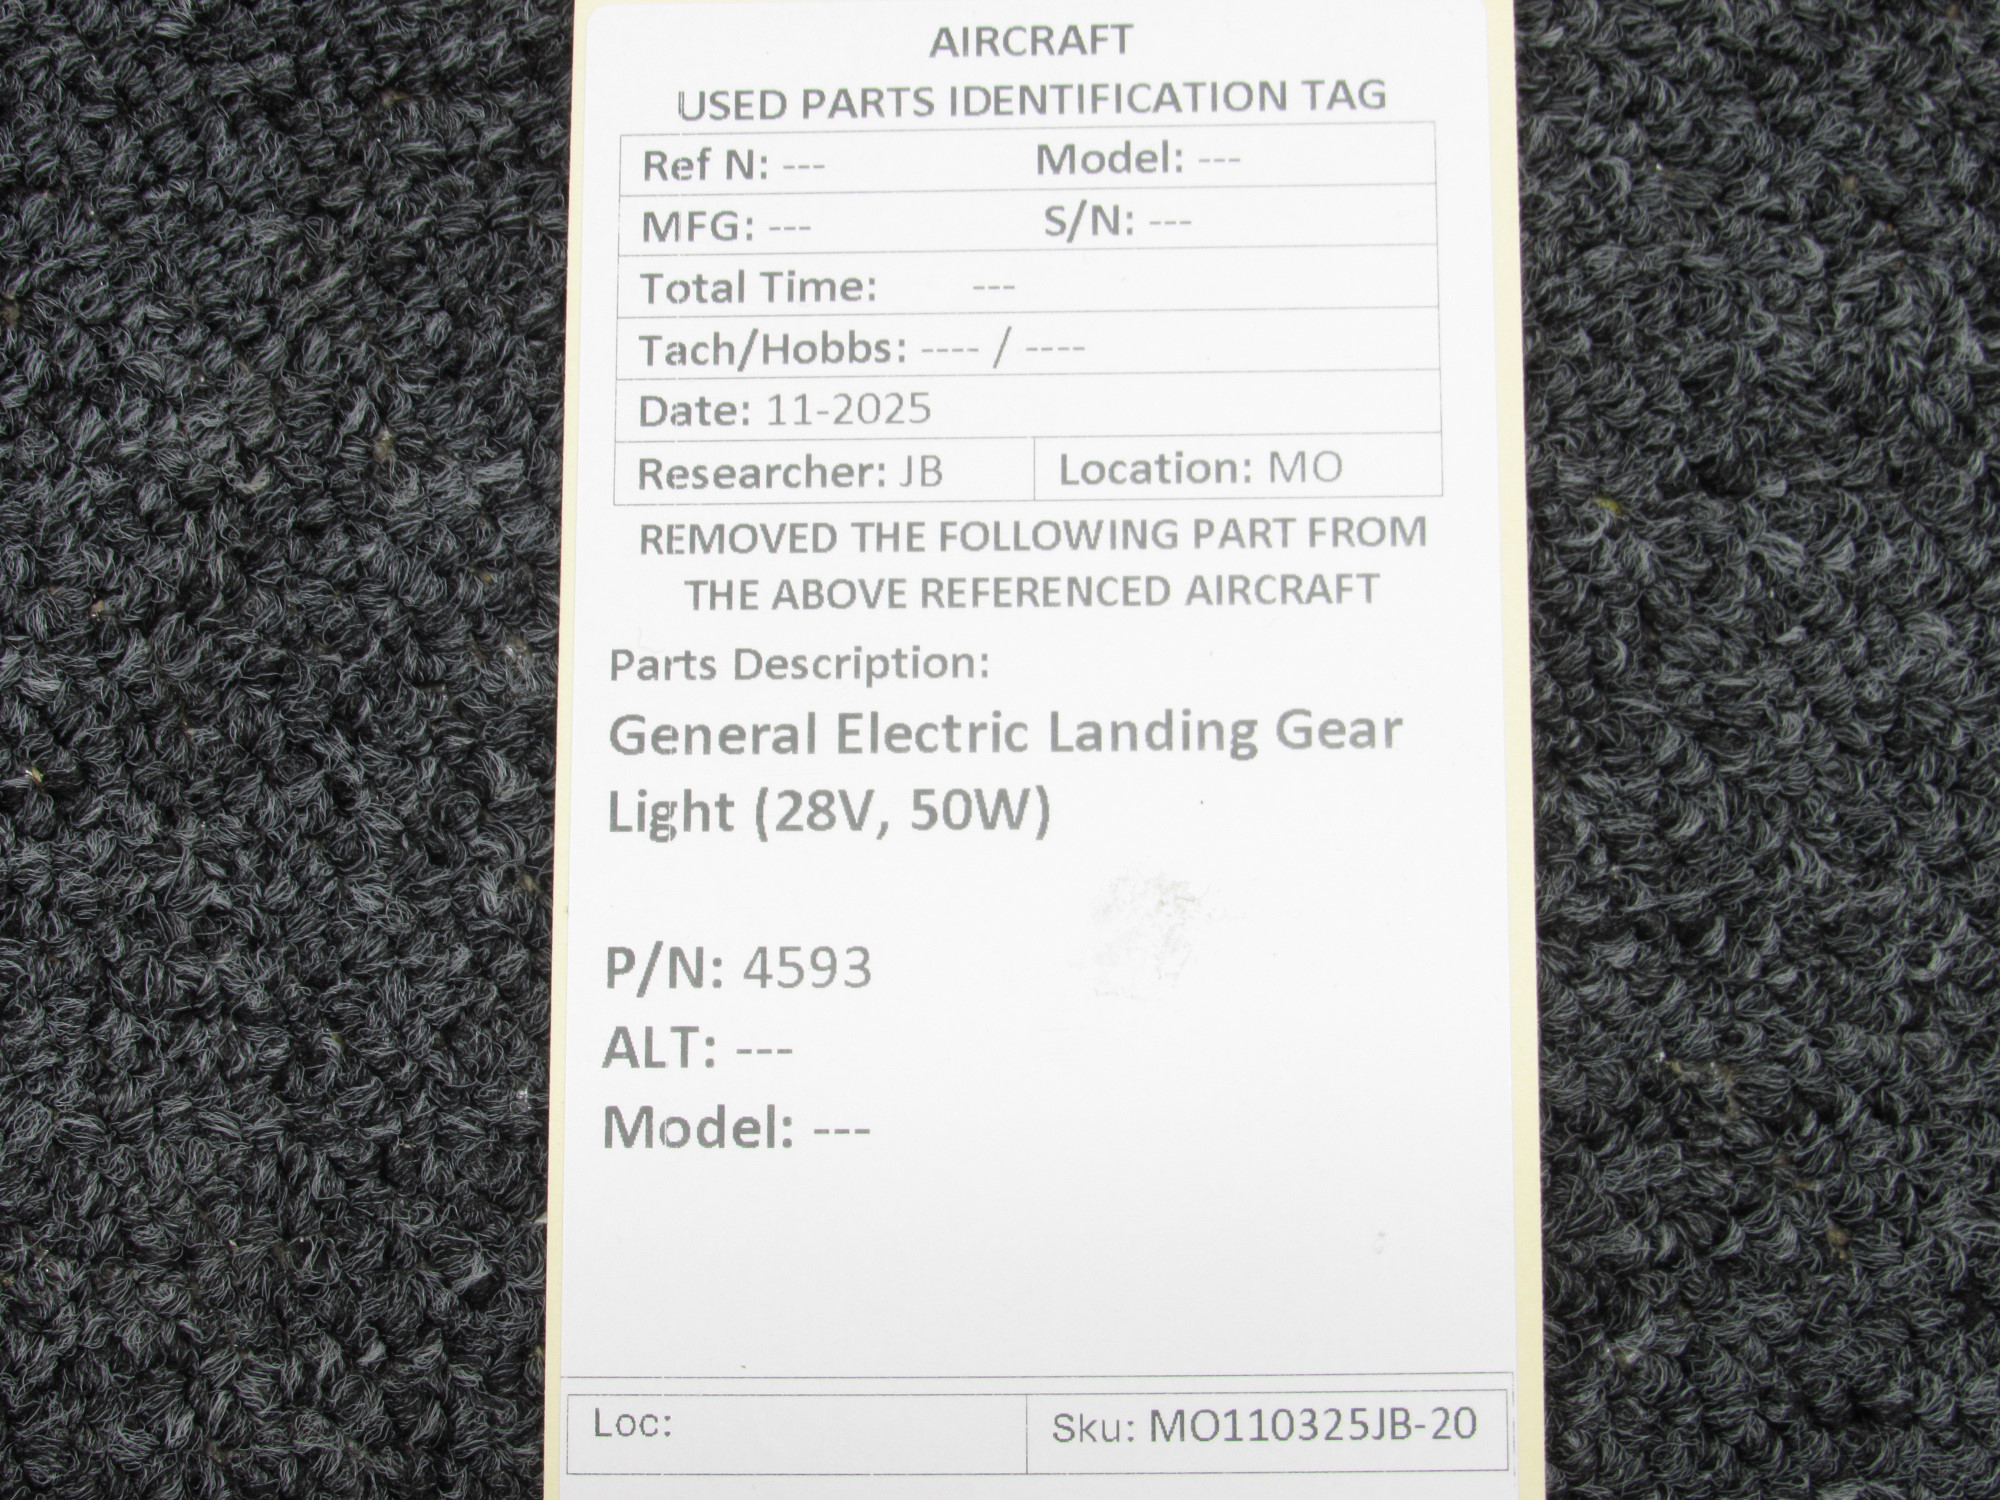 AIRCRAFT
USED PARTS IDENTIFICATION TAG
Ref N: --- Model: ---
MFG: --- S/N: ---
Total Time: ---
Tach/Hobbs: ---- / ----
Date: 11-2025
Researcher: JB Location: MO
REMOVED THE FOLLOWING PART FROM
THE ABOVE REFERENCED AIRCRAFT
Parts Description:
General Electric Landing Gear
Light (28V, 50W)
P/N: 4593
ALT: ---
Model: ---
Loc: Sku: MO110325JB-20